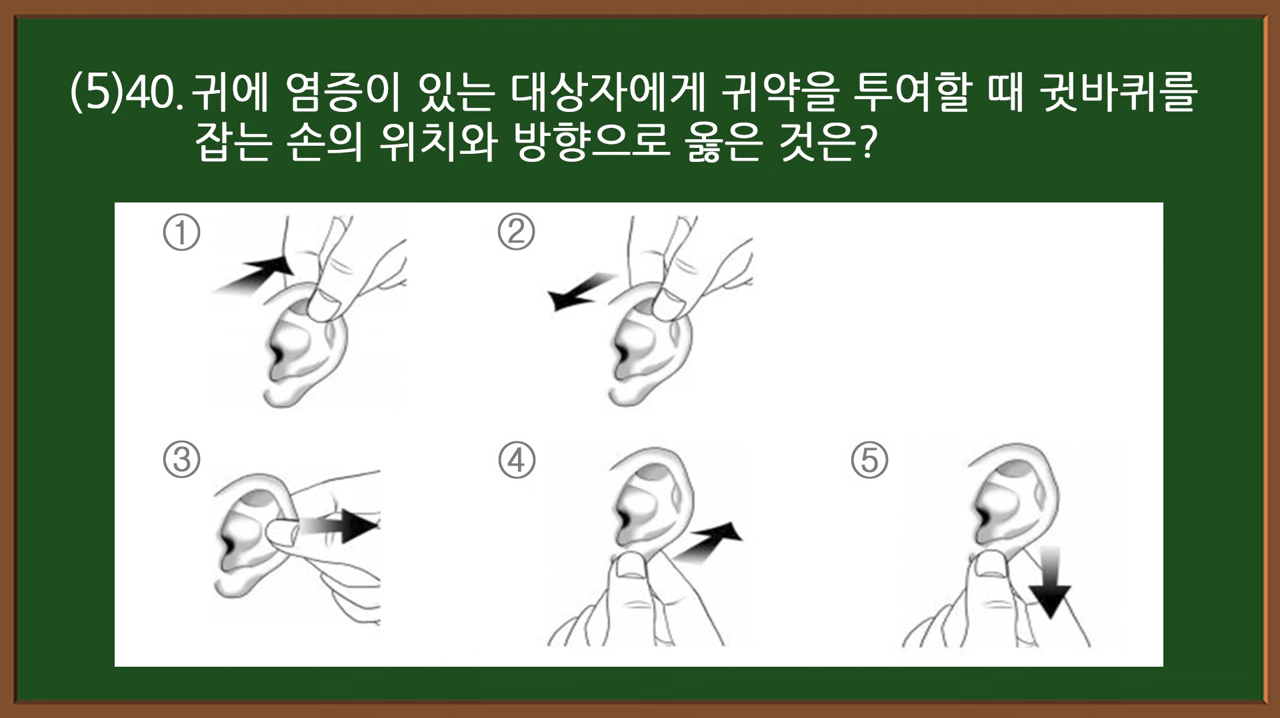 (5)40. 귀에 염증이 있는 대상자에게 귀약을 투여할 때 귓바퀴를
잡는 손의 위치와 방향으로 옳은 것은?
① ②
③ ④ ⑤